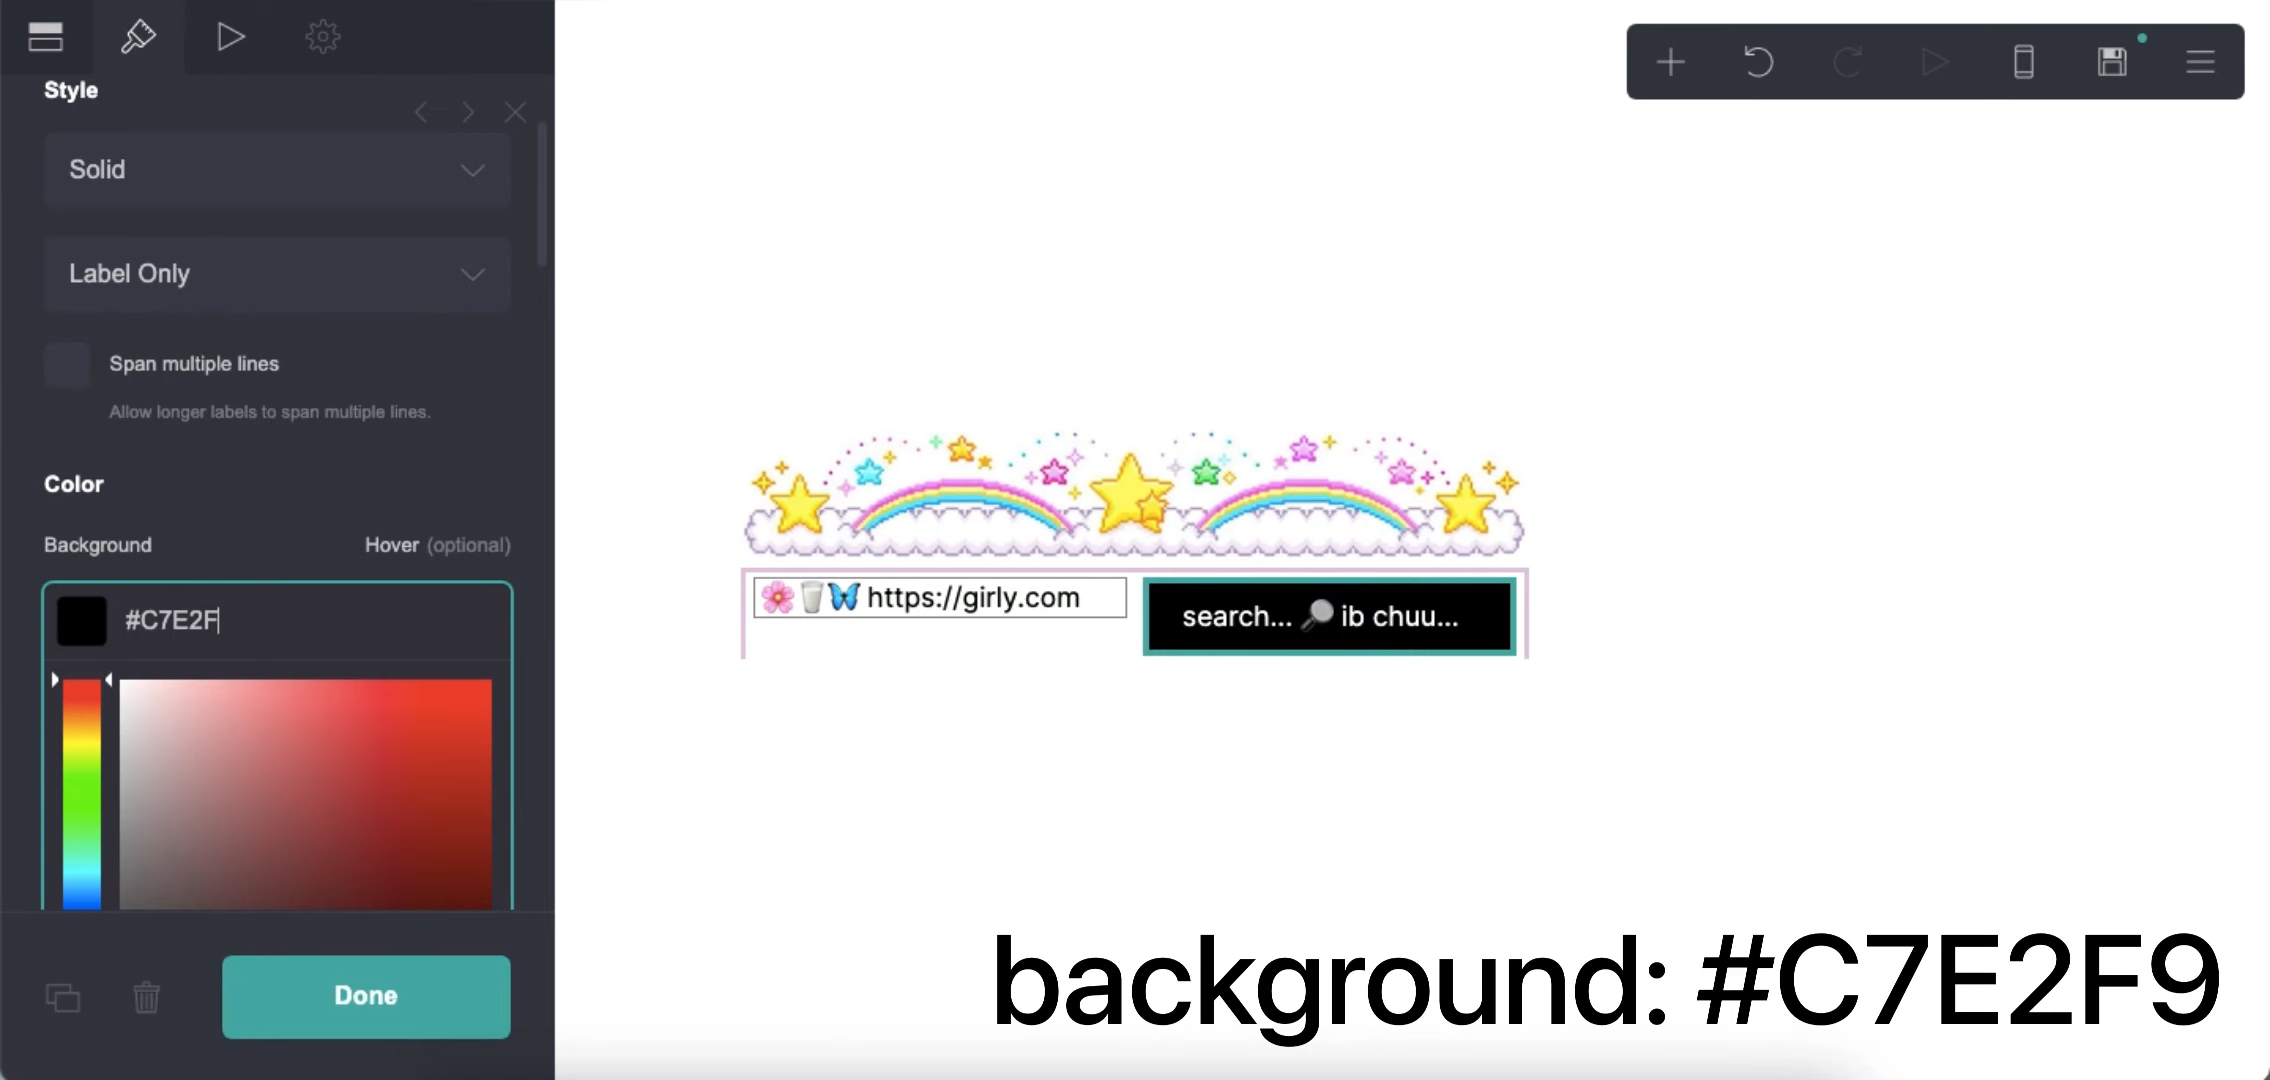 Style
Solid
Label Only
Span multiple lines
Allow longer labels to span multiple lines.
Color
Background Hover (optional)
#C7E2F
Done
https://girly.com
search... 🔎 ib chuu...
background: #C7E2F9